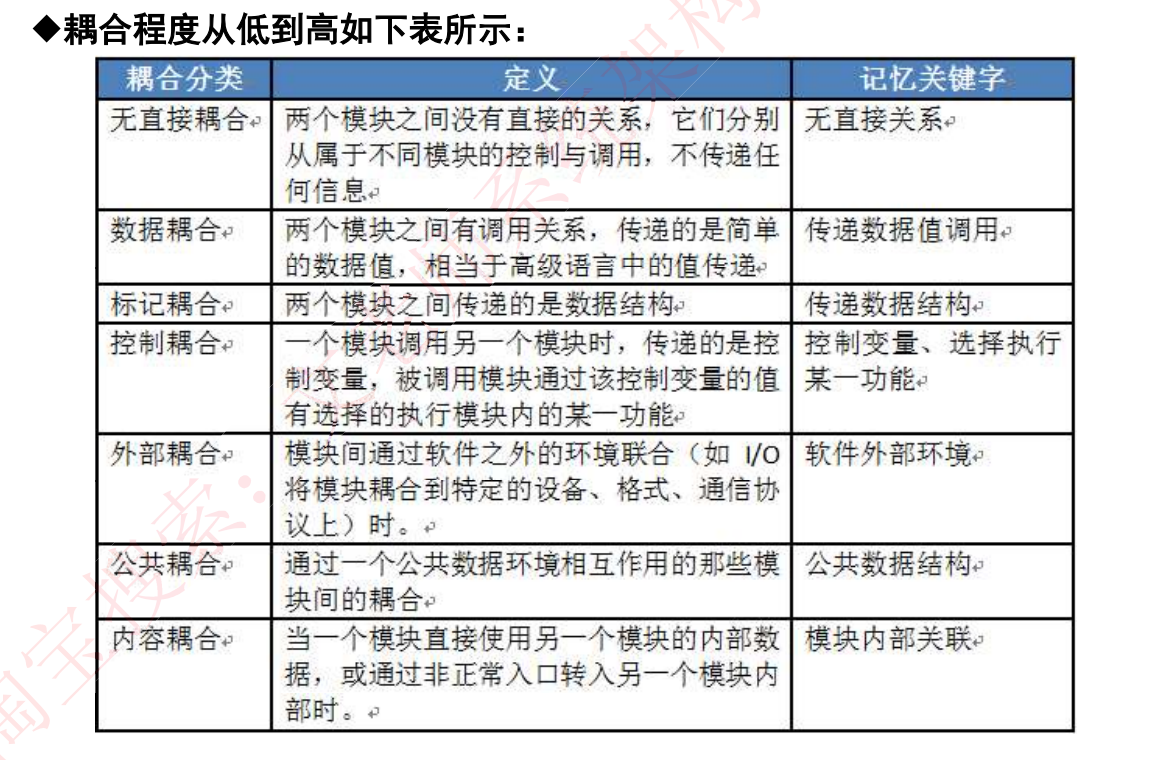 ◆耦合程度从低到高如下表所示：
耦合分类 定义 记忆关键字
无直接耦合 两个模块之间没有直接的关系，它们分别 无直接关系
从属于不同模块的控制与调用，不传递任
何信息
数据耦合 两个模块之间有调用关系，传递的是简单 传递数据值调用
的数据值，相当于高级语言中的值传递
标记耦合 两个模块之间传递的是数据结构 传递数据结构
控制耦合 一个模块调用另一个模块时，传递的是控 控制变量、选择执行
制变量，被调用模块通过该控制变量的值 某一功能
有选择的执行模块内的某一功能
外部耦合 模块间通过软件之外的环境联合（如 I/O 软件外部环境
将模块耦合到特定的设备、格式、通信协
议上）时。
公共耦合 通过一个公共数据环境相互作用的那些模 公共数据结构
块间的耦合
内容耦合 当一个模块直接使用另一个模块的内部数 模块内部关联
据，或通过非正常入口转入另一个模块内
部时。
淘宝搜索：